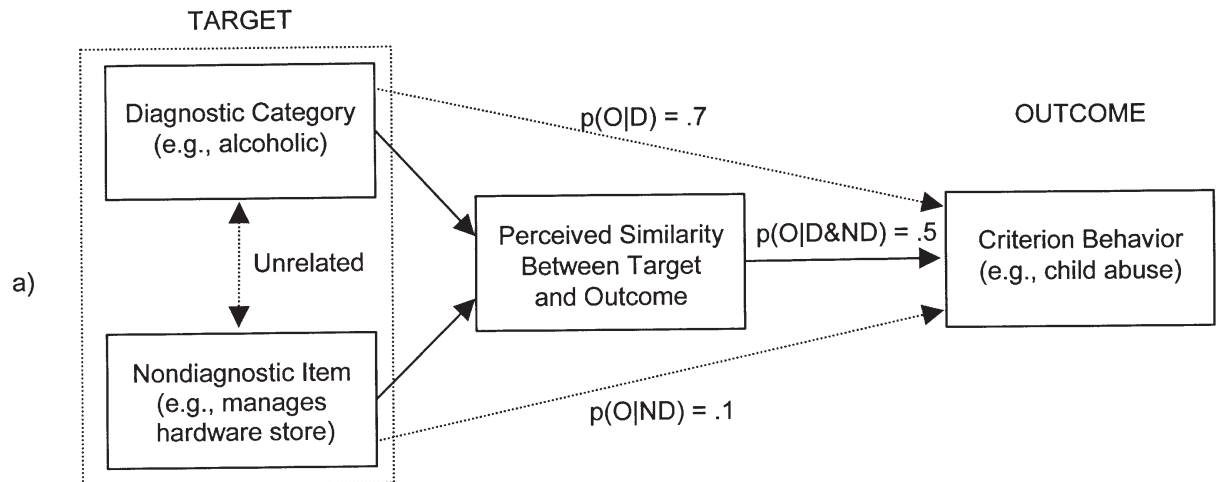 TARGET
Diagnostic Category
(e.g., alcoholic)
p(O|D) = .7
OUTCOME
Unrelated
a)
Perceived Similarity
Between Target
and Outcome
p(O|D&ND) = .5
Criterion Behavior
(e.g., child abuse)
Nondiagnostic Item
(e.g., manages
hardware store)
p(O|ND) = .1